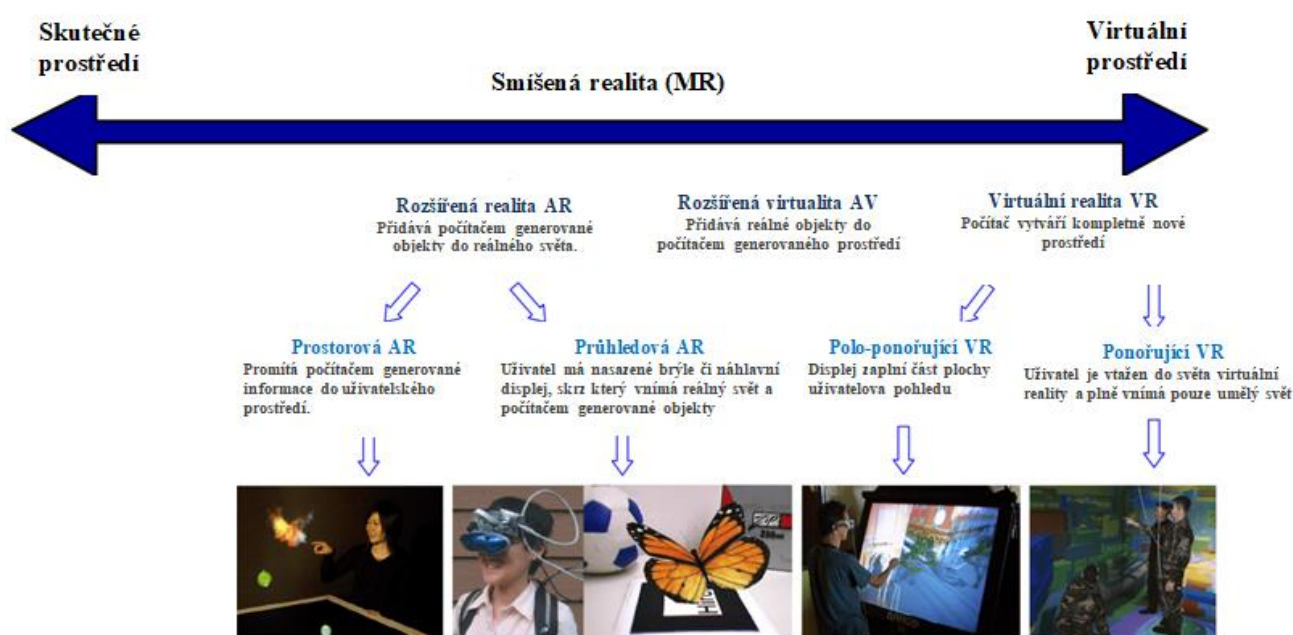 Skutečné
prostředí
Virtuální
prostředí
Smíšená realita (MR)
Rozšířená realita AR
Přidává počítačem generované
objekty do reálného světa.
Rozšířená virtualita AV
Přidává reálné objekty do
počítačem generovaného prostředí
Virtuální realita VR
Počítač vytváří kompletně nové
prostředí
Prostorová AR
Promítá počítačem generované
informace do uživatelského
prostředí.
Průhledová AR
Uživatel má nasazené brýle či náhlavní
displej, skrz který vnímá reálný svět a
počítačem generované objekty
Polo-ponořující VR
Displej zaplní část plochy
uživatelova pohledu
Ponořující VR
Uživatel je vtažen do světa virtuální
reality a plně vnímá pouze umělý svět